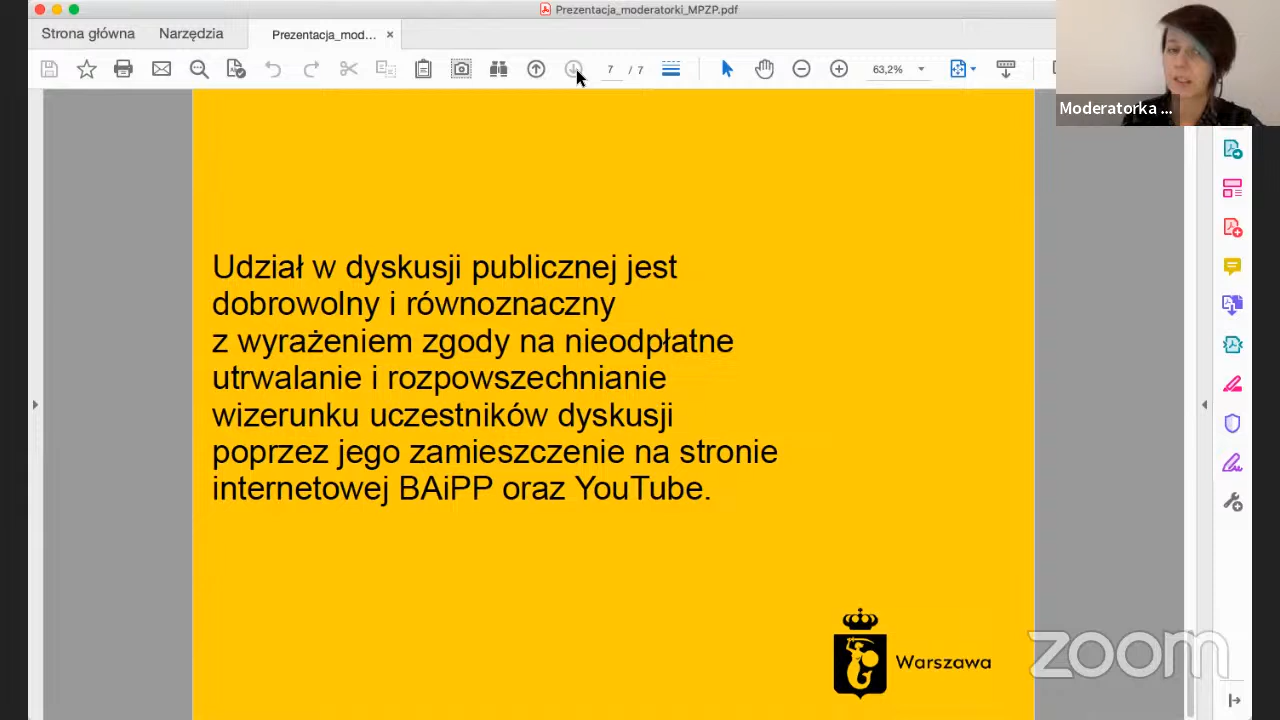 Prezentacja_moderatorki_MPZP.pdf
Strona główna
Narzędzia
Prezentacja_mod...
7 / 7
63,2%
Moderatorka ...
Udział w dyskusji publicznej jest
dobrowolny i równoznaczny
z wyrażeniem zgody na nieodpłatne
utrwalanie i rozpowszechnianie
wizerunku uczestników dyskusji
poprzez jego zamieszczenie na stronie
internetowej BAiPP oraz YouTube.
Warszawa
zoom